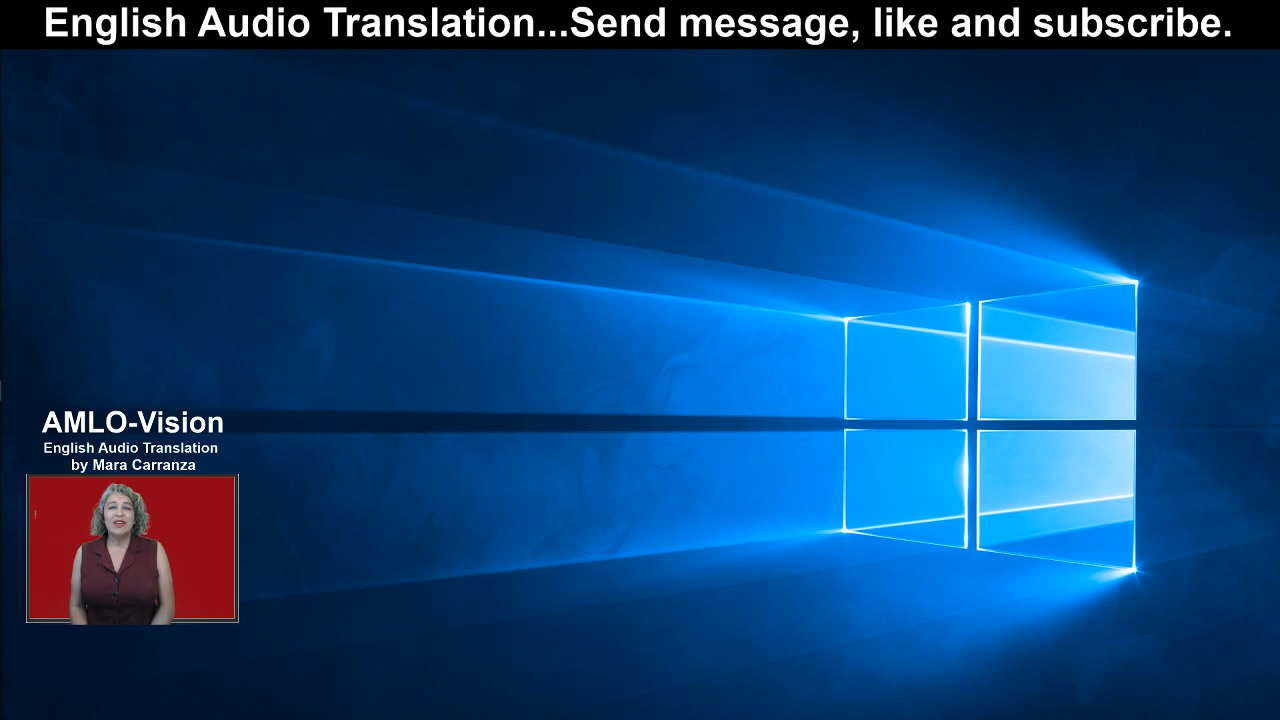 English Audio Translation...Send message, like and subscribe.
AMLO-Vision
English Audio Translation
by Mara Carranza